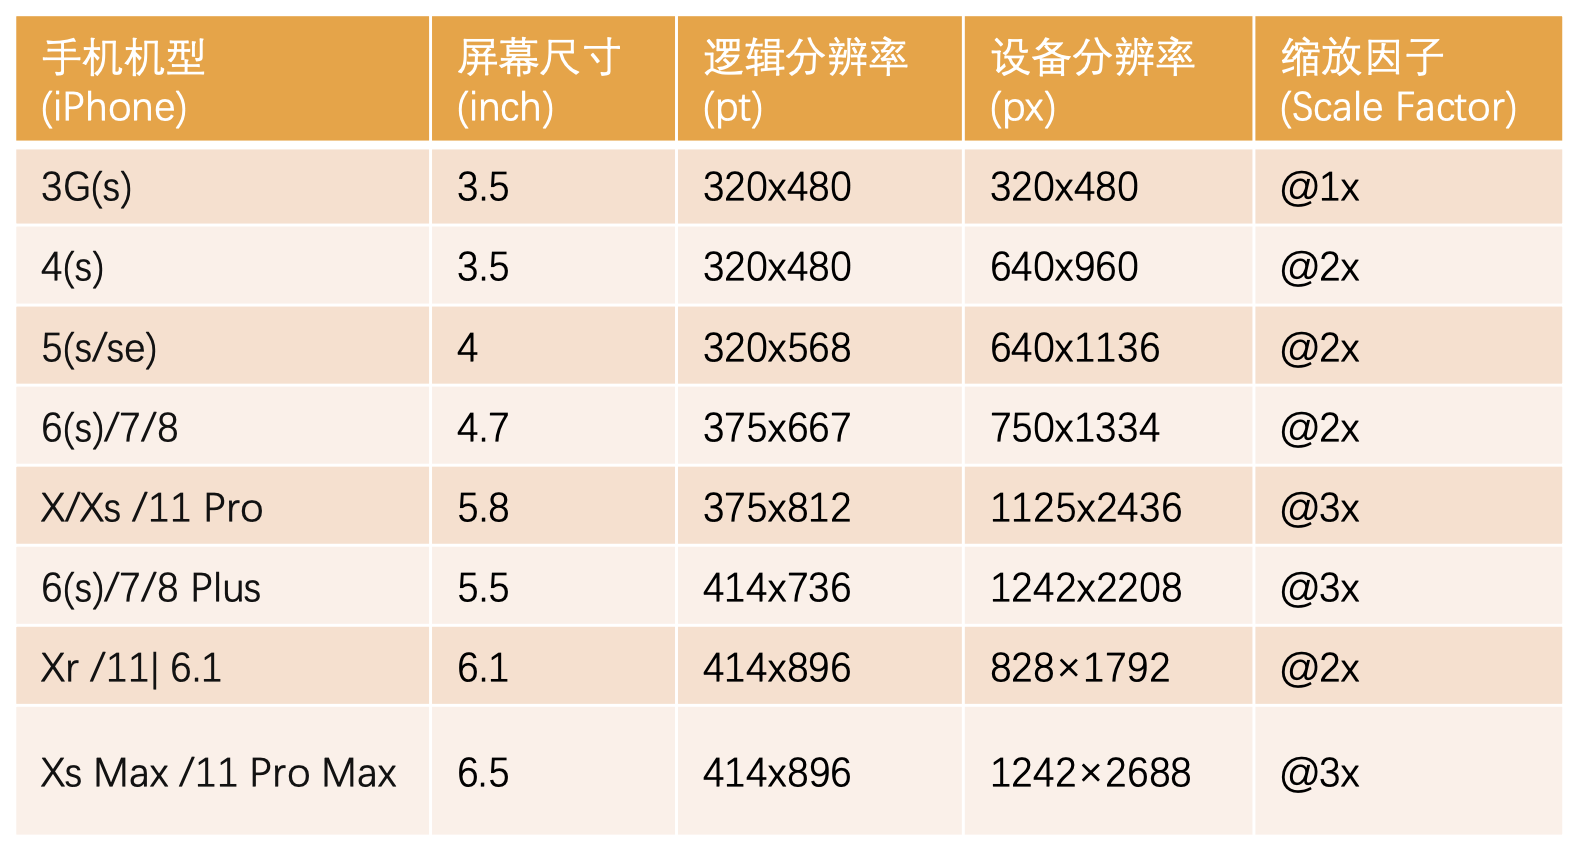 手机机型 屏幕尺寸 逻辑分辨率 设备分辨率 缩放因子
(iPhone) (inch) (pt) (px) (Scale Factor)
3G(s) 3.5 320x480 320x480 @1x
4(s) 3.5 320x480 640x960 @2x
5(s/se) 4 320x568 640x1136 @2x
6(s)/7/8 4.7 375x667 750x1334 @2x
X/Xs /11 Pro 5.8 375x812 1125x2436 @3x
6(s)/7/8 Plus 5.5 414x736 1242x2208 @3x
Xr /11| 6.1 6.1 414x896 828×1792 @2x
Xs Max /11 Pro Max 6.5 414x896 1242×2688 @3x